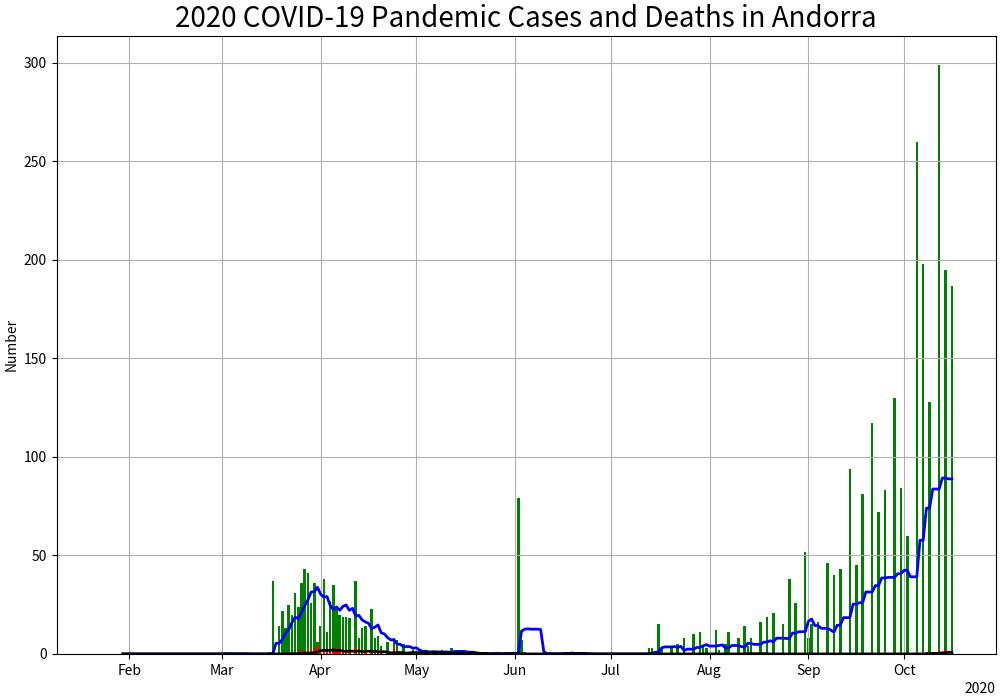 2020 COVID-19 Pandemic Cases and Deaths in Andorra
300
250
200
150
100
50
0
Number
Feb Mar Apr May Jun Jul Aug Sep Oct
2020